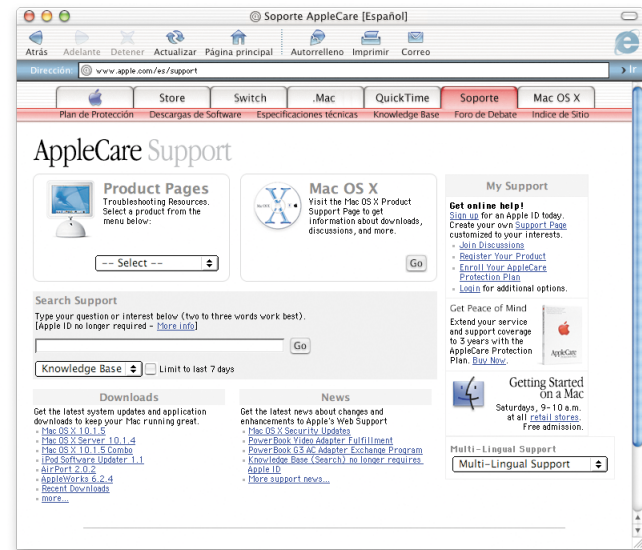 Soporte AppleCare [Español]
Atrás Adelante Detener Actualizar Página principal Autorrelleno Imprimir Correo
Dirección: www.apple.com/es/support Ir
Store Switch .Mac QuickTime Soporte Mac OS X
Plan de Protección Descargas de Software Especificaciones técnicas Knowledge Base Foro de Debate Indice de Sitio
AppleCare Support
Product Pages
Troubleshooting Resources.
Select a product from the
menu below:
-- Select --
Mac OS X
Visit the Mac OS X Product
Support Page to get
information about downloads,
discussions, and more.
Go
My Support
Get online help!
Sign up for an Apple ID today.
Create your own Support Page
customized to your interests.
Join Discussions
Register Your Product
Enroll Your AppleCare
Protection Plan
Login for additional options.
Search Support
Type your question or interest below (two to three words work best).
[Apple ID no longer required - More info]
Go
Knowledge Base Limit to last 7 days
Get Peace of Mind
Extend your service
and support coverage
to 3 years with the
AppleCare Protection
Plan. Buy Now.
AppleCare
Getting Started
on a Mac
Saturdays, 9-10 a.m.
at all retail stores.
Free admission.
Downloads
Get the latest system updates and application
downloads to keep your Mac running great.
Mac OS X 10.1.5
Mac OS X Server 10.1.4
Mac OS X 10.1.5 Combo
iPod Software Updater 1.1
AirPort 2.0.2
AppleWorks 6.2.4
Recent Downloads
more...
News
Get the latest news about changes and
enhancements to Apple's Web Support
Mac OS X Security Updates
PowerBook Video Adapter Fulfillment
PowerBook G3 AC Adapter Exchange Program
Knowledge Base (Search) no longer requires
Apple ID
More support news...
Multi-Lingual Support
Multi-Lingual Support